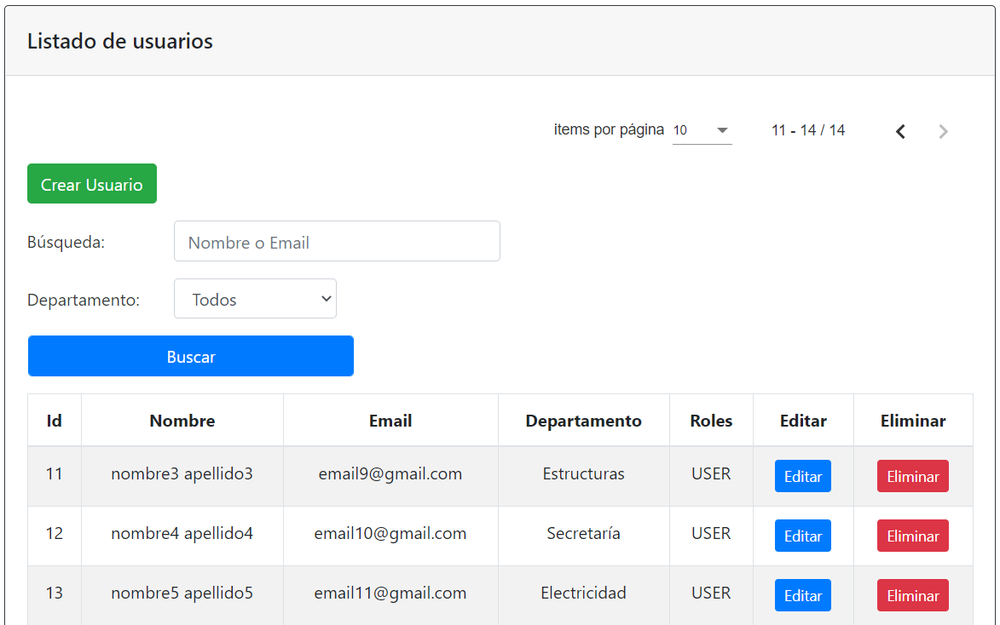 Listado de usuarios
items por página 10 11 - 14 / 14
Crear Usuario
Búsqueda: Nombre o Email
Departamento: Todos
Buscar
Id Nombre Email Departamento Roles Editar Eliminar
11 nombre3 apellido3 email9@gmail.com Estructuras USER Editar Eliminar
12 nombre4 apellido4 email10@gmail.com Secretaría USER Editar Eliminar
13 nombre5 apellido5 email11@gmail.com Electricidad USER Editar Eliminar